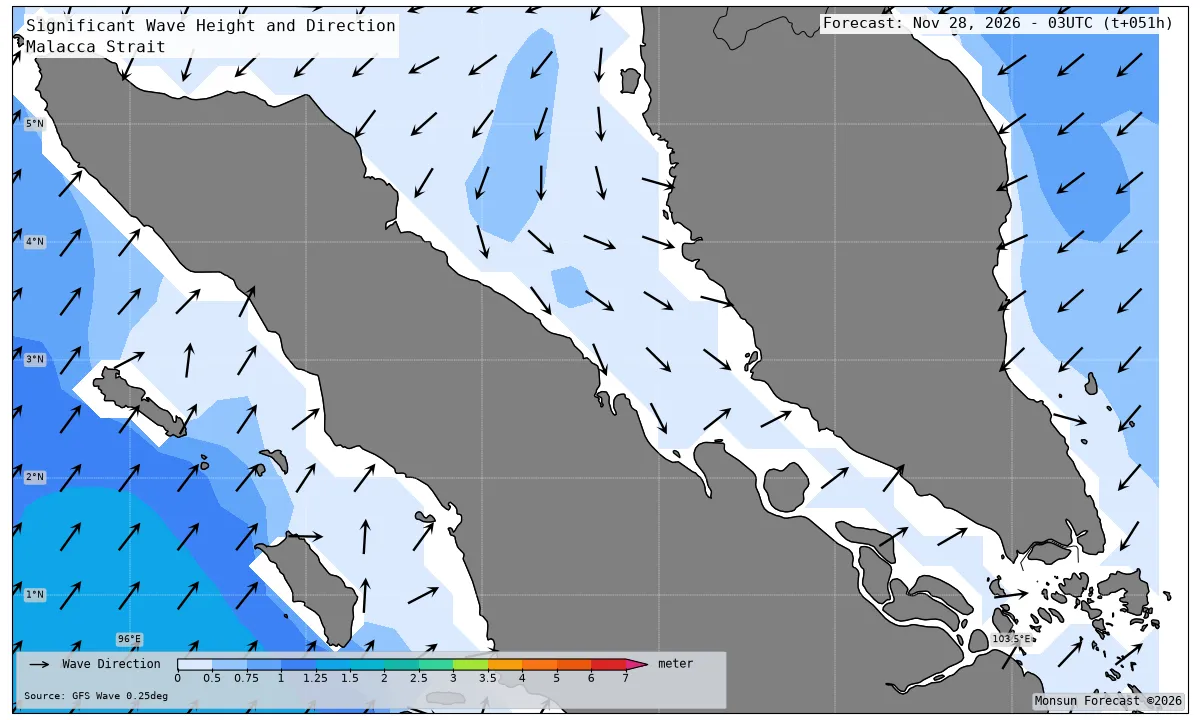 Significant Wave Height and Direction
Malacca Strait
Forecast: Nov 28, 2026 - 03UTC (t+051h)
5°N
4°N
3°N
2°N
1°N
96°E
103.5°E
Wave Direction
meter
0 0.5 0.75 1 1.25 1.5 2 2.5 3 3.5 4 5 6 7
Source: GFS Wave 0.25deg
Monsun Forecast ©2026